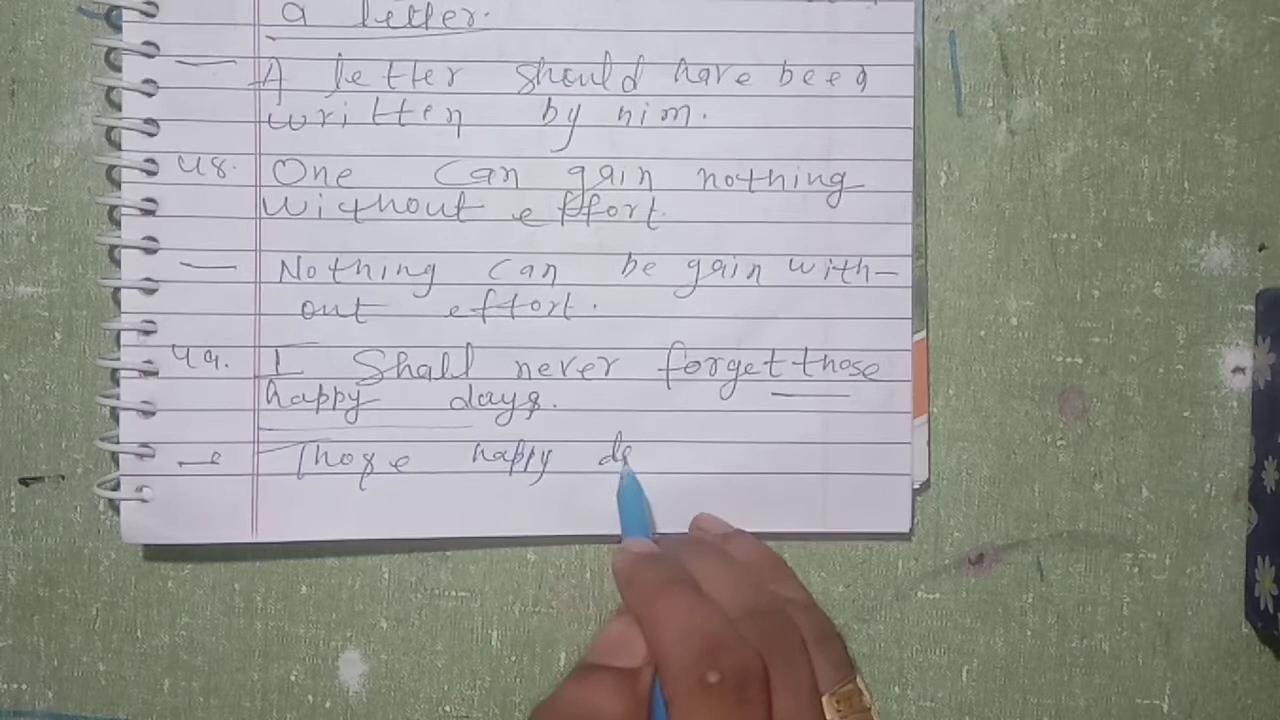 a letter.
— A letter should have been
written by him.
48. One can gain nothing
without effort.
— Nothing can be gain with-
out effort.
49. I Shall never forget those
happy days.
Those happy da